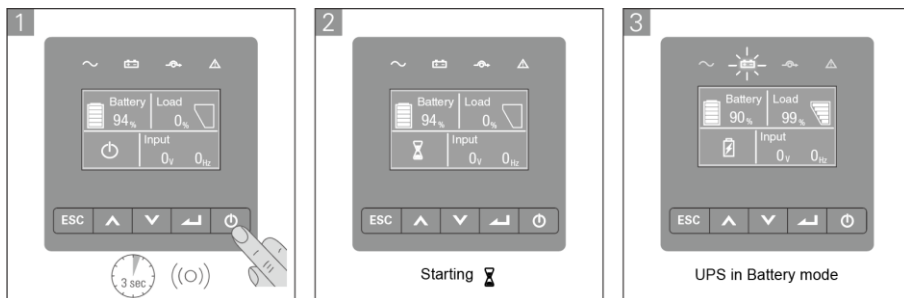 1
Battery Load
94% 0%
Input
0V 0Hz
ESC
3 sec
2
Battery Load
94% 0%
Input
0V 0Hz
ESC
Starting
3
Battery Load
90% 99%
Input
0V 0Hz
ESC
UPS in Battery mode